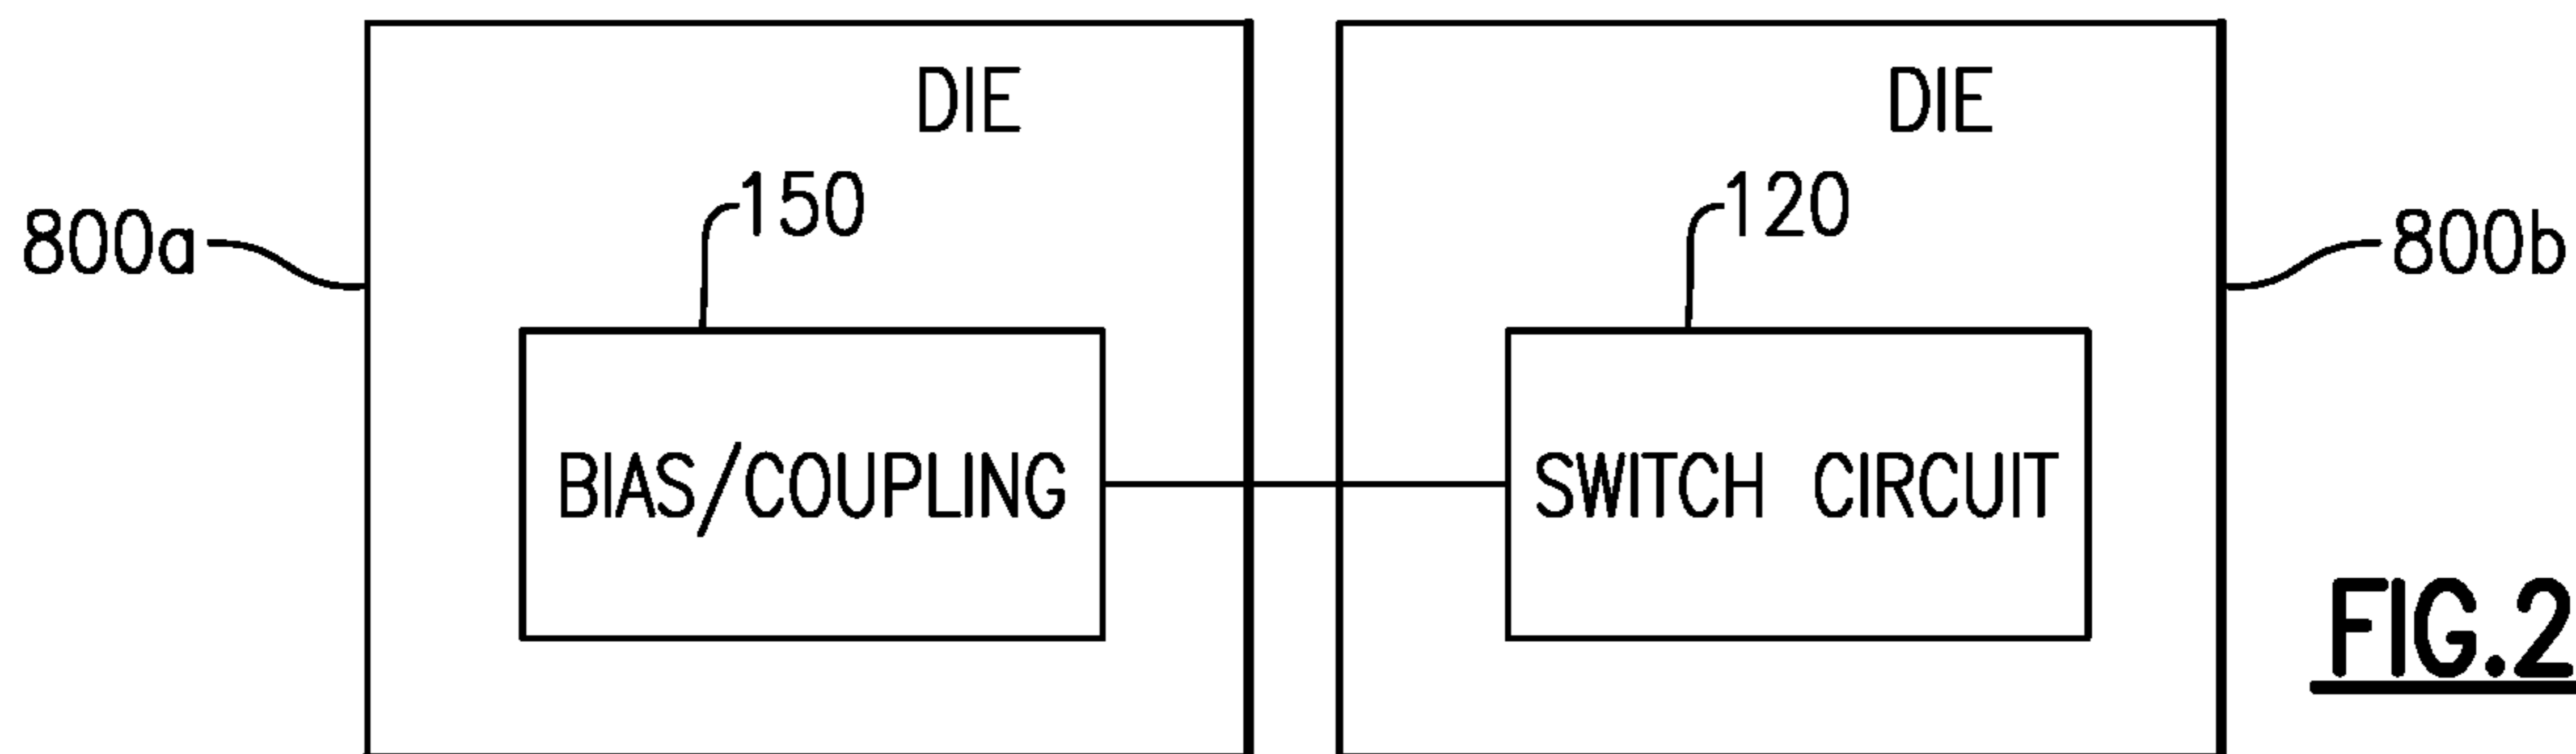 DIE
DIE
150
120
800a
800b
BIAS/COUPLING
SWITCH CIRCUIT
FIG.2